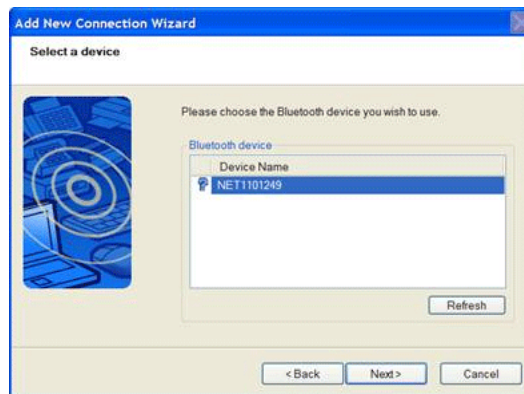 Add New Connection Wizard
Select a device
Please choose the Bluetooth device you wish to use.
Bluetooth device
Device Name
NET1101249
Refresh
< Back
Next >
Cancel